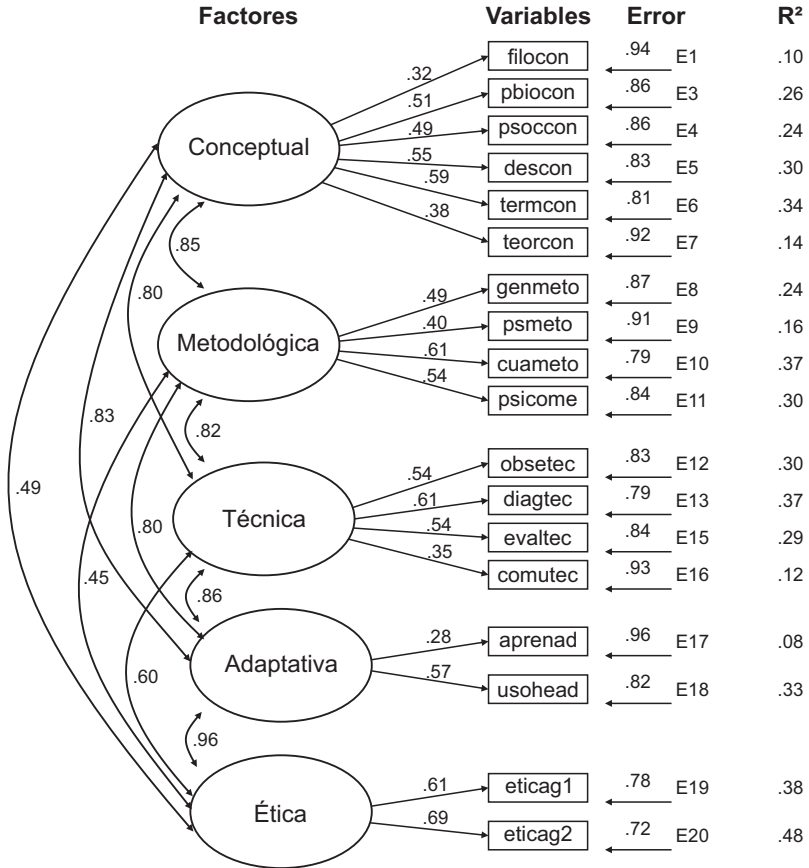 Factores Variables Error R²
.32 filocon .94 E1 .10
.51 pbiocon .86 E3 .26
Conceptual .49 psoccon .86 E4 .24
.55 descon .83 E5 .30
.59 termcon .81 E6 .34
.38 teorcon .92 E7 .14
.85
.80
.49 genmeto .87 E8 .24
Metodológica .40 psmeto .91 E9 .16
.61 cuameto .79 E10 .37
.54 psicome .84 E11 .30
.83 .82
.54 obsetec .83 E12 .30
.49 Técnica .61 diagtec .79 E13 .37
.80 .54 evaltec .84 E15 .29
.45 .86 .35 comutec .93 E16 .12
Adaptativa .28 aprenad .96 E17 .08
.60 .57 usohead .82 E18 .33
.96
.61 eticag1 .78 E19 .38
Ética .69 eticag2 .72 E20 .48